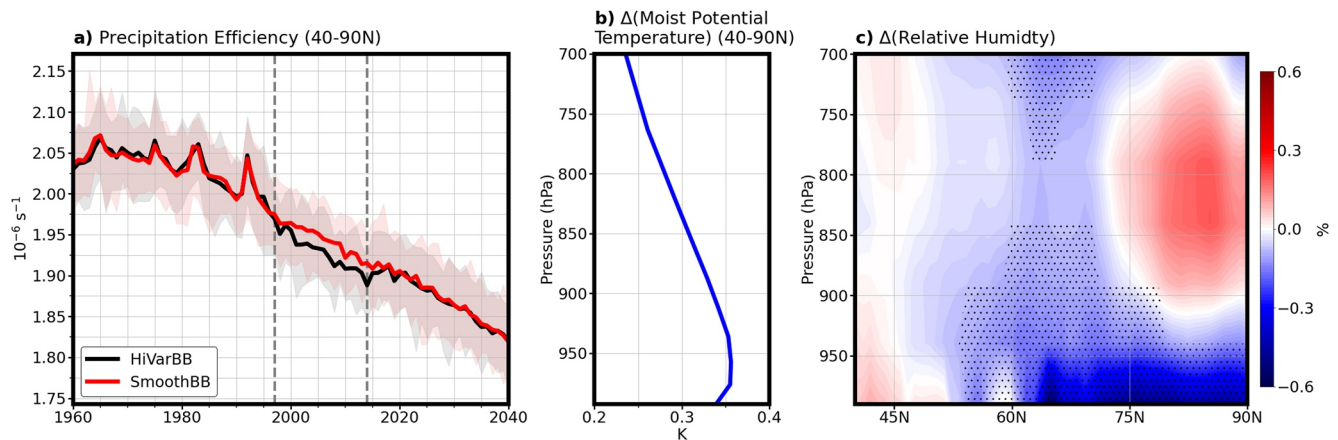 a) Precipitation Efficiency (40-90N)
2.15
2.10
2.05
2.00
1.95
1.90
1.85
1.80
1.75
10⁻⁶ s⁻¹
HiVarBB
SmoothBB
1960 1980 2000 2020 2040
b) Δ(Moist Potential
Temperature) (40-90N)
700
750
800
850
900
950
Pressure (hPa)
0.2 0.3 0.4
K
c) Δ(Relative Humidty)
700
750
800
850
900
950
Pressure (hPa)
45N 60N 75N 90N
0.6
0.3
0.0
−0.3
−0.6
%